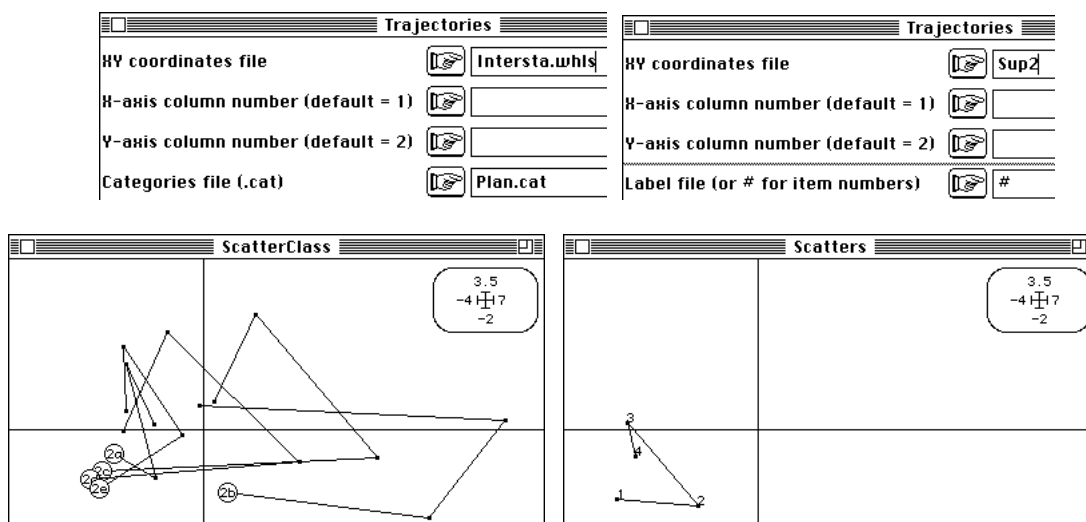 Trajectories
XY coordinates file
Intersta.whls
X-axis column number (default = 1)
Y-axis column number (default = 2)
Categories file (.cat)
Plan.cat
Trajectories
XY coordinates file
Sup2
X-axis column number (default = 1)
Y-axis column number (default = 2)
Label file (or # for item numbers)
#
ScatterClass
3.5
-4 7
-2
2a
2c
2e
2b
Scatters
3.5
-4 7
-2
3
4
1
2